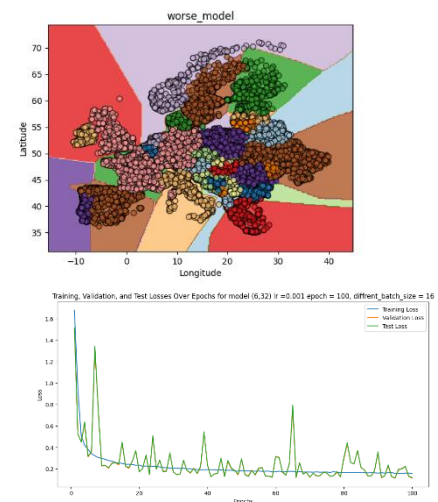 worse_model
70
65
60
55
50
45
40
35
Latitude
−10 0 10 20 30 40
Longitude
Training, Validation, and Test Losses Over Epochs for model (6,32) lr =0.001 epoch = 100, diffrent_batch_size = 16
Training Loss
Validation Loss
Test Loss
1.6
1.4
1.2
1.0
0.8
0.6
0.4
0.2
Loss
0 20 40 60 80 100
Epochs